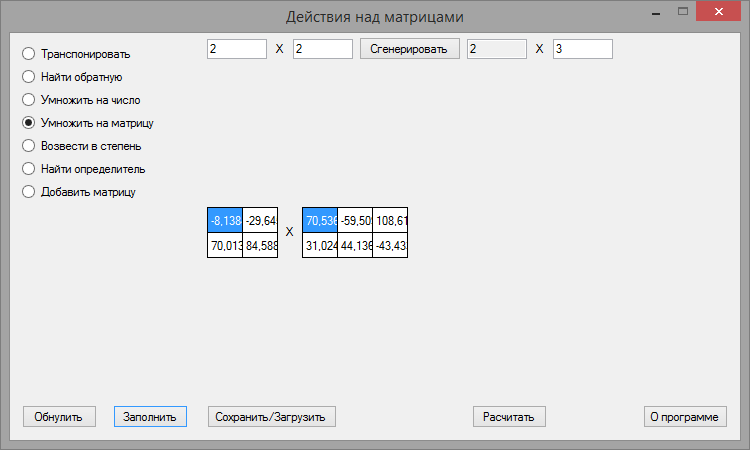 Действия над матрицами
2 X 2 Сгенерировать 2 X 3
Транспонировать
Найти обратную
Умножить на число
Умножить на матрицу
Возвести в степень
Найти определитель
Добавить матрицу
-8,138 -29,64 70,536 -59,50 108,61
X
70,013 84,588 31,024 44,136 -43,43
Обнулить Заполнить Сохранить/Загрузить Расчитать О программе